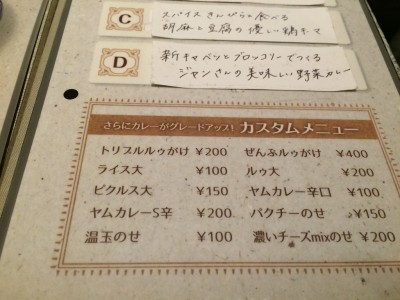 C
スパイスきんぴらと食べる
胡麻と豆腐の優しい鶏キーマ
D
新キャベツとブロッコリーでつくる
ジャンさんの美味しい野菜カレー
さらにカレーがグレードアップ! カスタムメニュー
トリプルルゥがけ ¥200 ぜんぶルゥがけ ¥400
ライス大 ¥100 ルゥ大 ¥200
ピクルス大 ¥150 ヤムカレー辛口 ¥100
ヤムカレーS辛 ¥200 パクチーのせ ¥150
温玉のせ ¥100 濃いチーズmixのせ ¥200